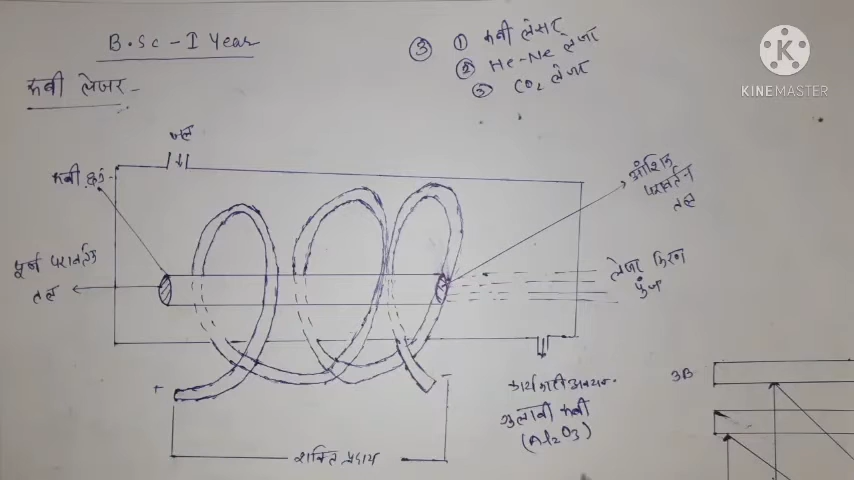 B.Sc - I Year
③ ① रूबी लेसर
② He-Ne लेजर
③ CO₂ लेजर
KINEMASTER
रूबी लेजर -
जल
रूबी छड़
आंशिक
परावर्तन
तल
पूर्ण परावर्तक
तल
लेजर किरण
पुंज
+
-
कार्यकारी अवयव -
गुलाबी रूबी
(Al₂O₃)
3B
शक्ति प्रदाय